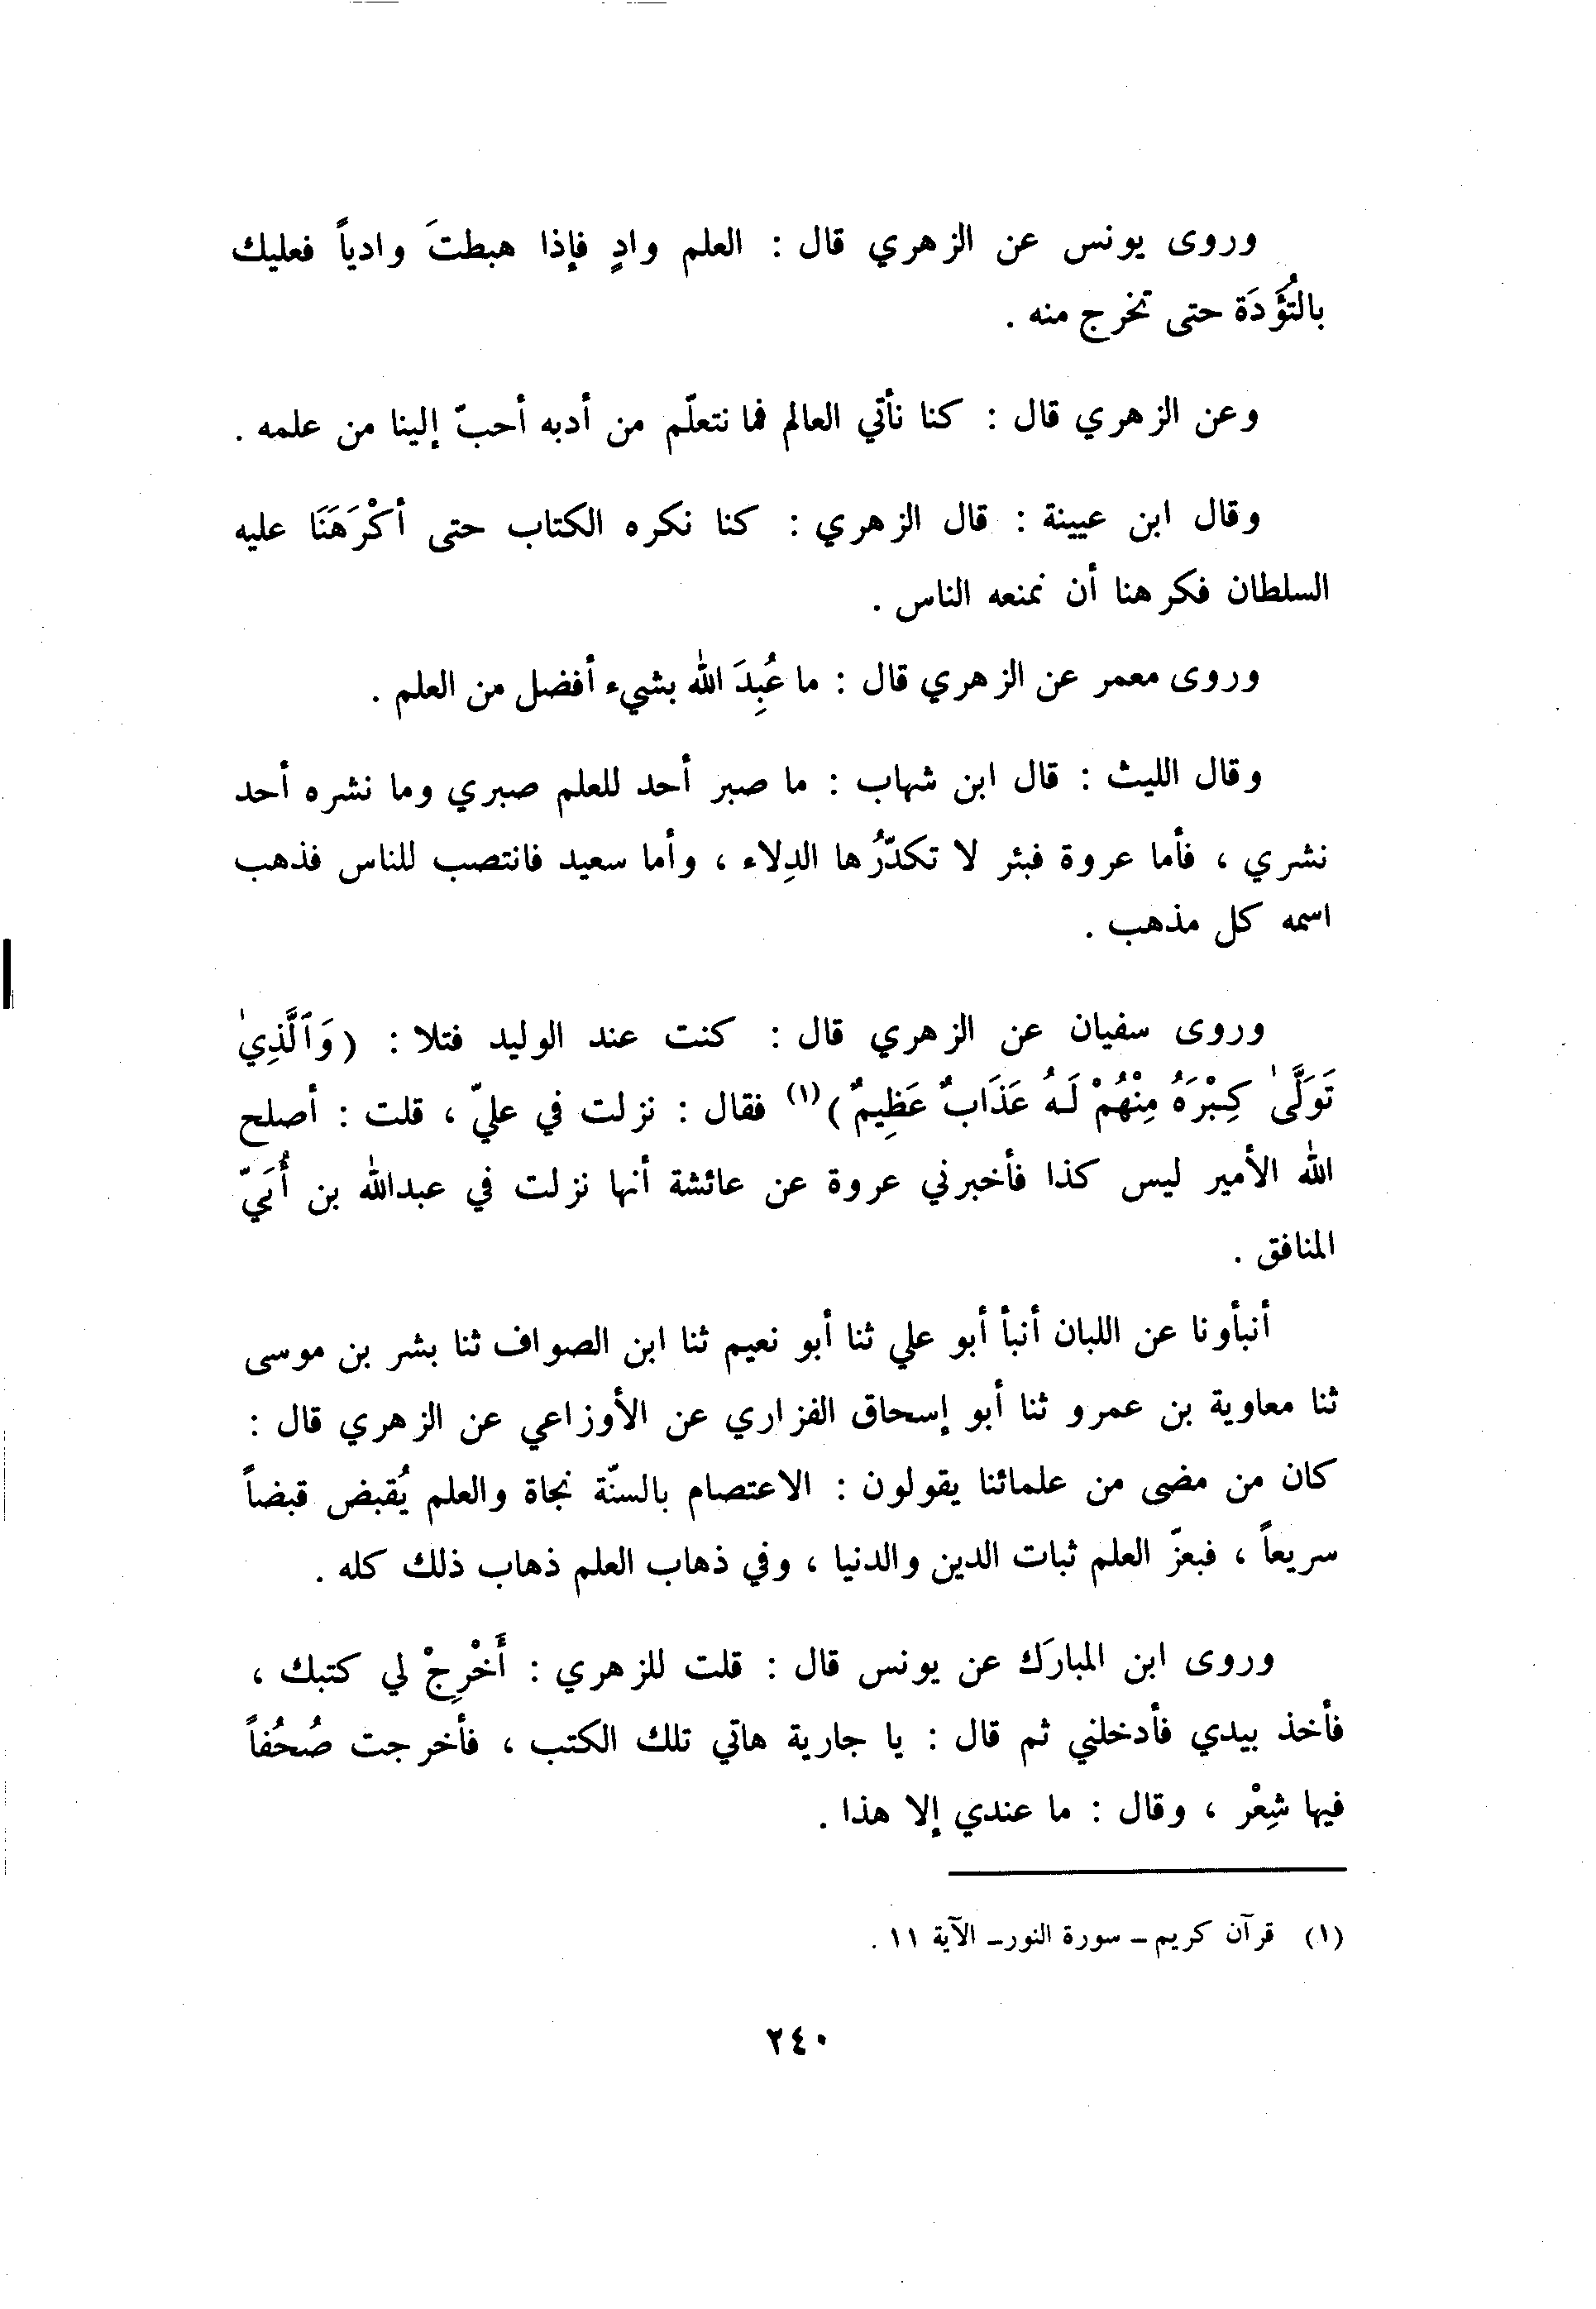 وروى يونس عن الزهري قال : العلم وادٍ فإذا هبطتَ وادياً فعليك
بالتُؤَدَة حتى تخرج منه .
وعن الزهري قال : كنا نأتي العالم فما نتعلّم من أدبه أحبّ إلينا من علمه .
وقال ابن عيينة : قال الزهري : كنا نكره الكتاب حتى أكْرَهَنَا عليه
السلطان فكرهنا أن نمنعه الناس .
وروى معمر عن الزهري قال : ما عُبِدَ الله بشيء أفضل من العلم .
وقال الليث : قال ابن شهاب : ما صبر أحد للعلم صبري وما نشره أحد
نشري ، فأما عروة فبئر لا تكدّرُها الدِلاء ، وأما سعيد فانتصب للناس فذهب
اسمه كل مذهب .
وروى سفيان عن الزهري قال : كنت عند الوليد فتلا : (وَٱلَّذِي
تَوَلَّىٰ كِبْرَهُ مِنْهُمْ لَـهُ عَذَابٌ عَظِيمٌ)(١) فقال : نزلت في عليّ ، قلت : أصلح
الله الأمير ليس كذا فأخبرني عروة عن عائشة أنها نزلت في عبدالله بن أُبَيّ
المنافق .
أنبأونا عن اللبان أنبأ أبو علي ثنا أبو نعيم ثنا ابن الصواف ثنا بشر بن موسى
ثنا معاوية بن عمرو ثنا أبو إسحاق الفزاري عن الأوزاعي عن الزهري قال :
كان من مضى من علمائنا يقولون : الاعتصام بالسنّة نجاة والعلم يُقبض قبضاً
سريعاً ، فبعزّ العلم ثبات الدين والدنيا ، وفي ذهاب العلم ذهاب ذلك كله .
وروى ابن المبارَك عن يونس قال : قلت للزهري : أَخْرِجْ لي كتبك ،
فأخذ بيدي فأدخلني ثم قال : يا جارية هاتي تلك الكتب ، فأخرجت صُحُفاً
فيها شِعْر ، وقال : ما عندي إلا هذا .
(١) قرآن كريم - سورة النور - الآية ١١ .
٢٤٠